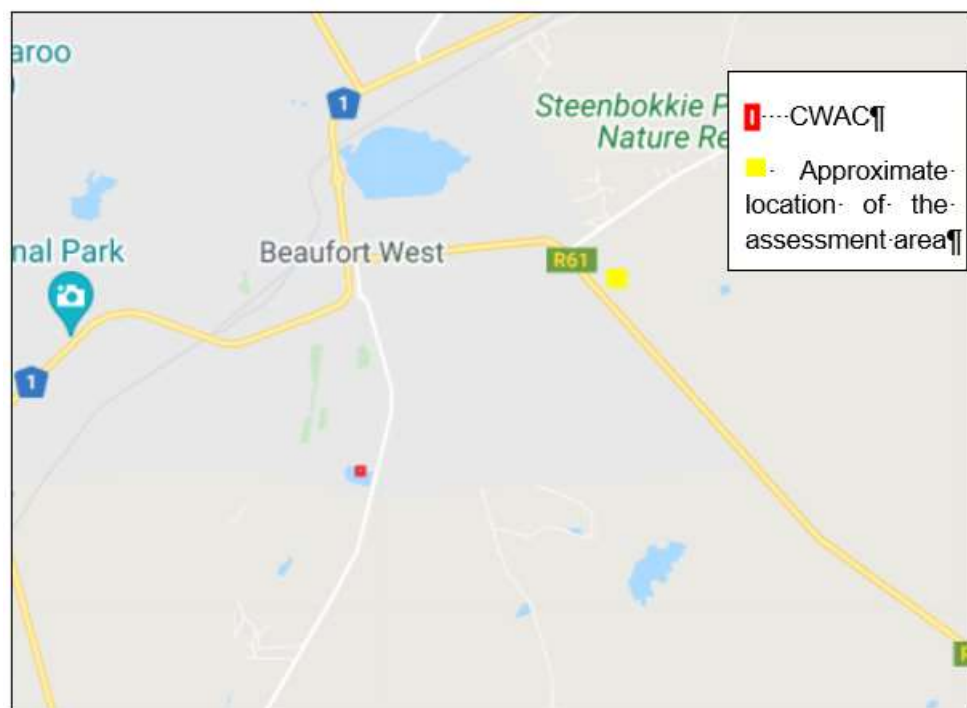 aroo
1
Steenbokkie P
Nature Re
····CWAC¶
· Approximate·
location· of· the·
assessment·area¶
nal Park
Beaufort West
R61
1
R